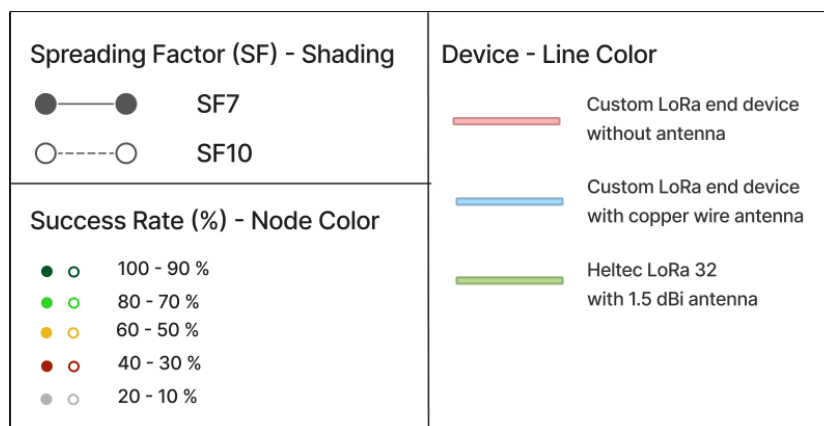 Spreading Factor (SF) - Shading
SF7
SF10
Success Rate (%) - Node Color
100 - 90 %
80 - 70 %
60 - 50 %
40 - 30 %
20 - 10 %
Device - Line Color
Custom LoRa end device
without antenna
Custom LoRa end device
with copper wire antenna
Heltec LoRa 32
with 1.5 dBi antenna